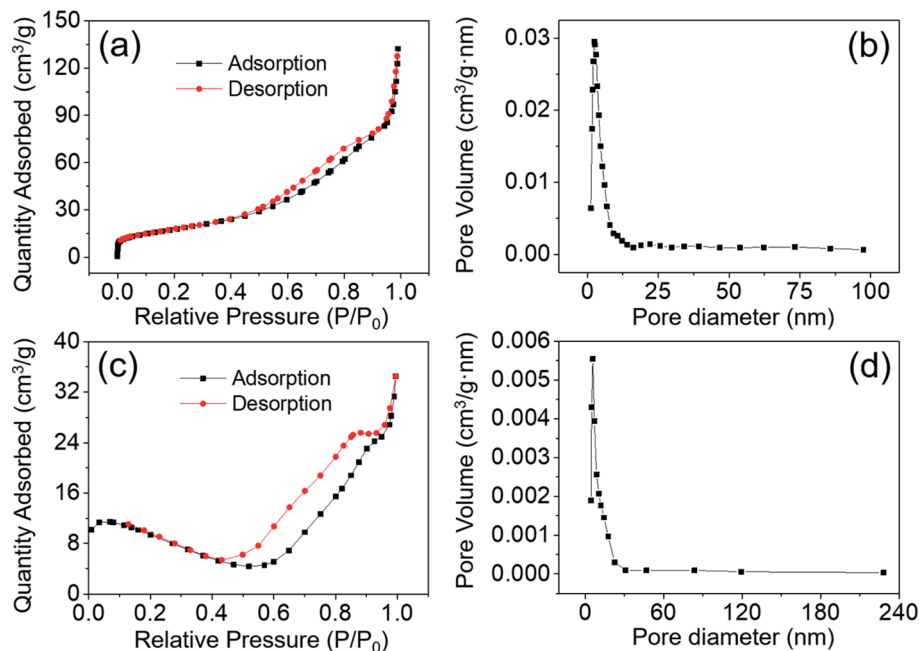 (a)
Adsorption
Desorption
150
120
90
60
30
0
Quantity Adsorbed (cm³/g)
0.0 0.2 0.4 0.6 0.8 1.0
Relative Pressure (P/P₀)
(b)
0.03
0.02
0.01
0.00
Pore Volume (cm³/g·nm)
0 25 50 75 100
Pore diameter (nm)
(c)
Adsorption
Desorption
40
32
24
16
8
0
Quantity Adsorbed (cm³/g)
0.0 0.2 0.4 0.6 0.8 1.0
Relative Pressure (P/P₀)
(d)
0.006
0.005
0.004
0.003
0.002
0.001
0.000
Pore Volume (cm³/g·nm)
0 60 120 180 240
Pore diameter (nm)